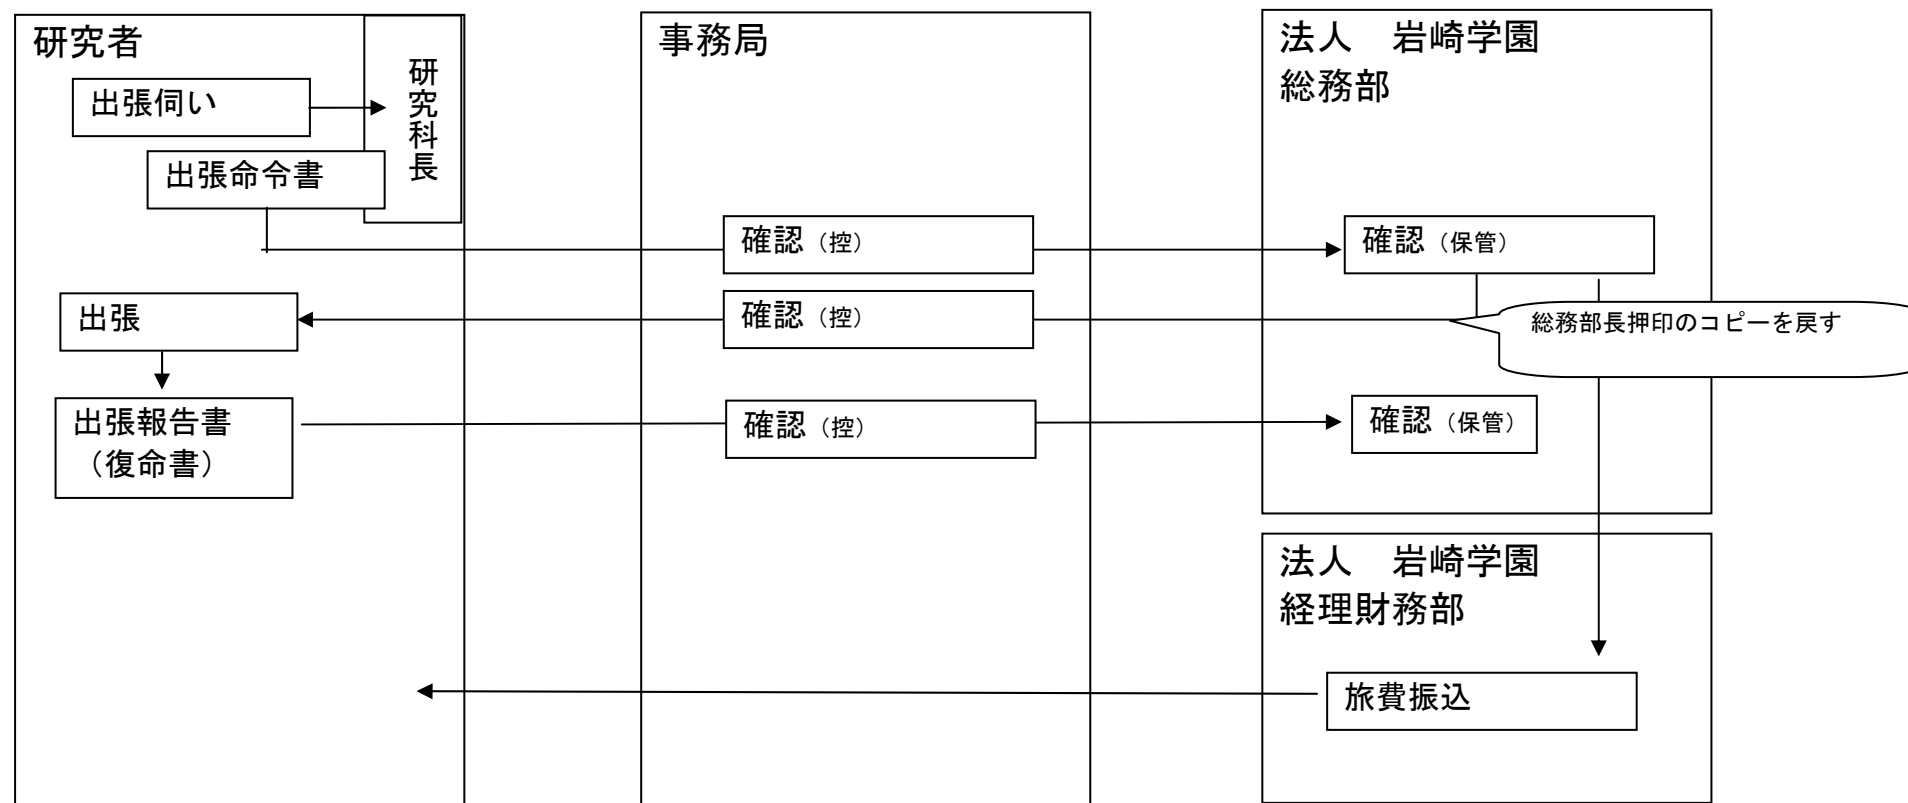 研究者
研究科長
出張伺い
出張命令書
出張
出張報告書
（復命書）
事務局
確認（控）
確認（控）
確認（控）
法人　岩崎学園
総務部
確認（保管）
総務部長押印のコピーを戻す
確認（保管）
法人　岩崎学園
経理財務部
旅費振込